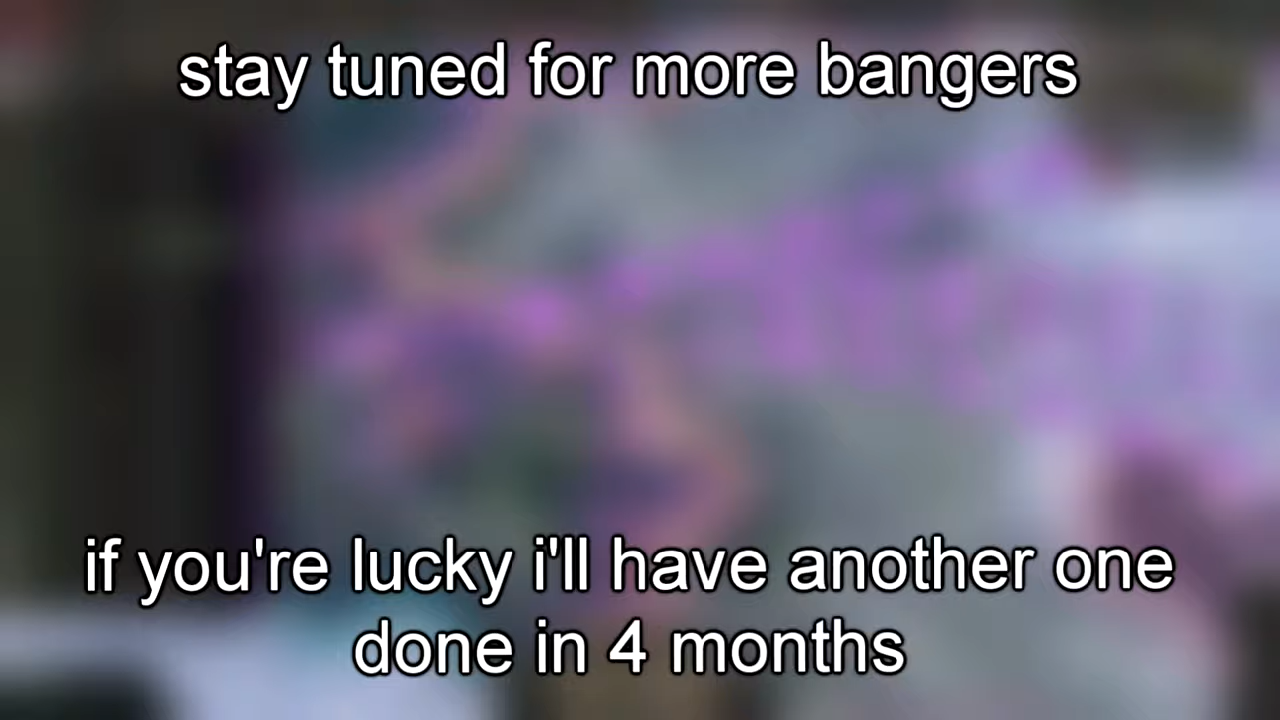 stay tuned for more bangers
if you're lucky i'll have another one
done in 4 months